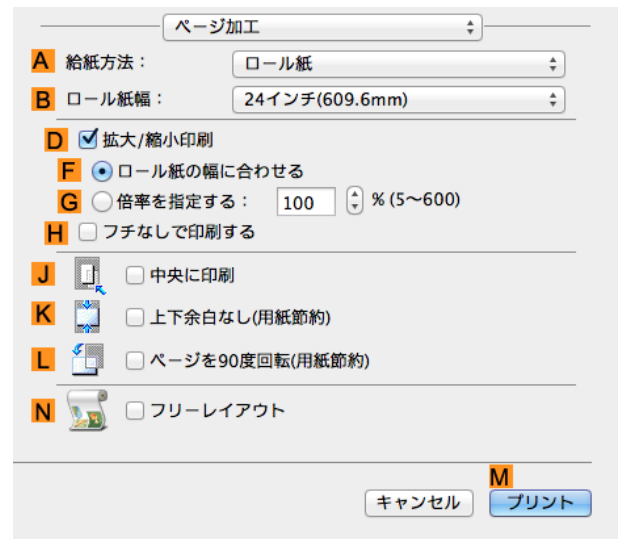 ページ加工
A 給紙方法： ロール紙
B ロール紙幅： 24インチ(609.6mm)
D 拡大/縮小印刷
F ロール紙の幅に合わせる
G 倍率を指定する： 100 % (5〜600)
H フチなしで印刷する
J 中央に印刷
K 上下余白なし(用紙節約)
L ページを90度回転(用紙節約)
N フリーレイアウト
M
キャンセル プリント